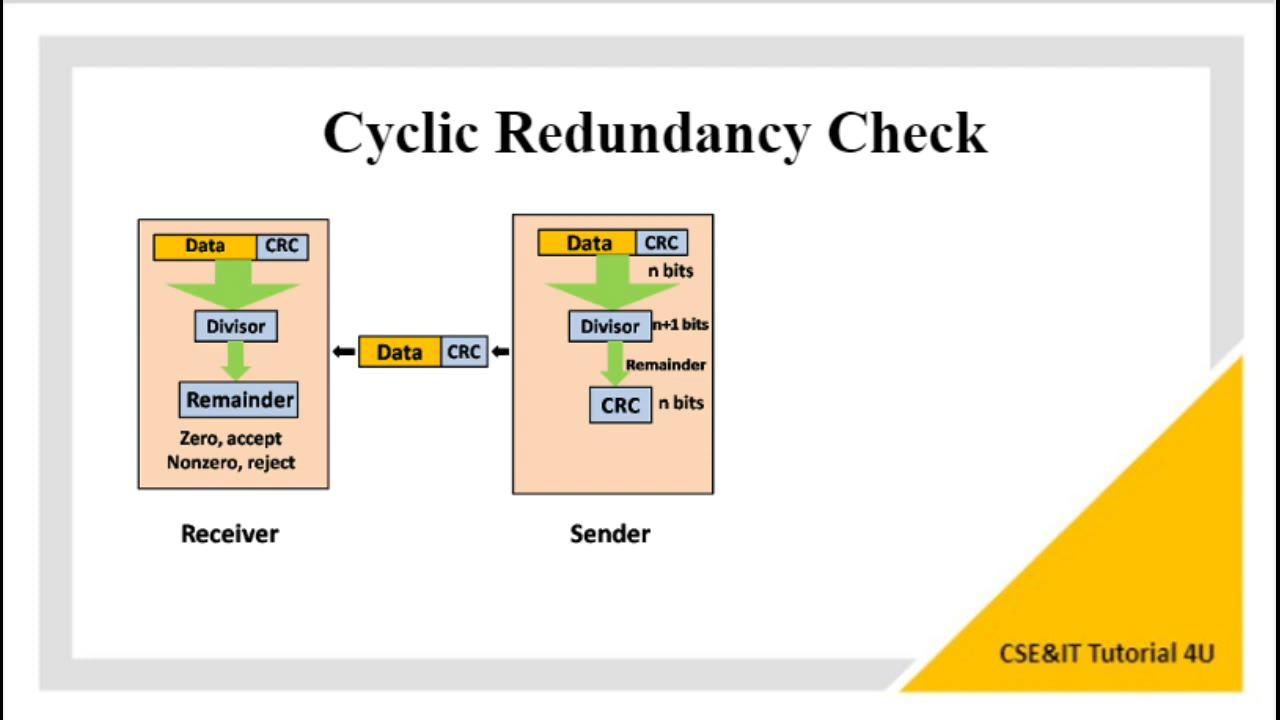 Cyclic Redundancy Check
Data CRC
Divisor
Remainder
Zero, accept
Nonzero, reject
Receiver
Data CRC
Data CRC
n bits
Divisor n+1 bits
Remainder
CRC n bits
Sender
CSE&IT Tutorial 4U